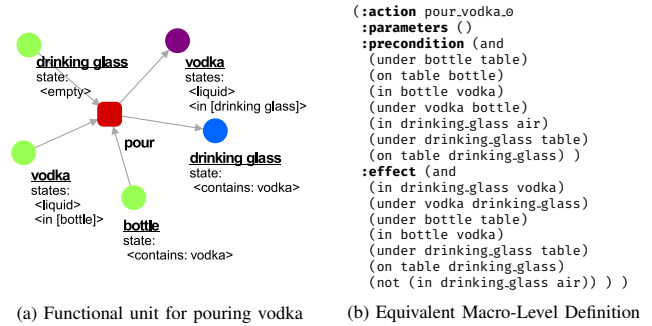 drinking glass
state:
<empty>
vodka
states:
<liquid>
<in [drinking glass]>
pour
drinking glass
state:
<contains: vodka>
vodka
states:
<liquid>
<in [bottle]>
bottle
state:
<contains: vodka>
(a) Functional unit for pouring vodka
(:action pour_vodka_0
:parameters ()
:precondition (and
(under bottle table)
(on table bottle)
(in bottle vodka)
(under vodka bottle)
(in drinking_glass air)
(under drinking_glass table)
(on table drinking_glass) )
:effect (and
(in drinking_glass vodka)
(under vodka drinking_glass)
(under bottle table)
(in bottle vodka)
(under drinking_glass table)
(on table drinking_glass)
(not (in drinking_glass air)) ) )
(b) Equivalent Macro-Level Definition